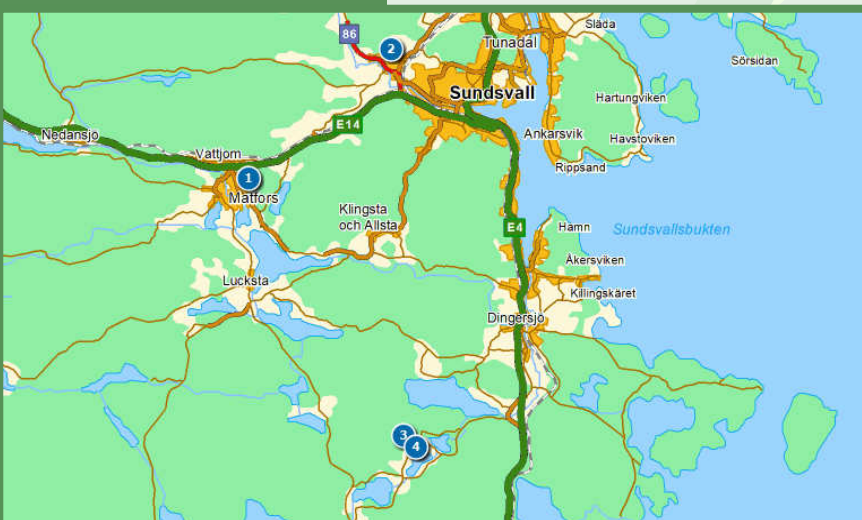 Släda
86
2
Tunadal
Sörsidan
Sundsvall
Hartungviken
E14
Nedansjö
Ankarsvik
Havstoviken
Vattjom
Rippsand
1
Matfors
Klingsta
och Allsta
E4
Hamn
Sundsvallsbukten
Åkersviken
Lucksta
Killingskäret
Dingersjö
3
4